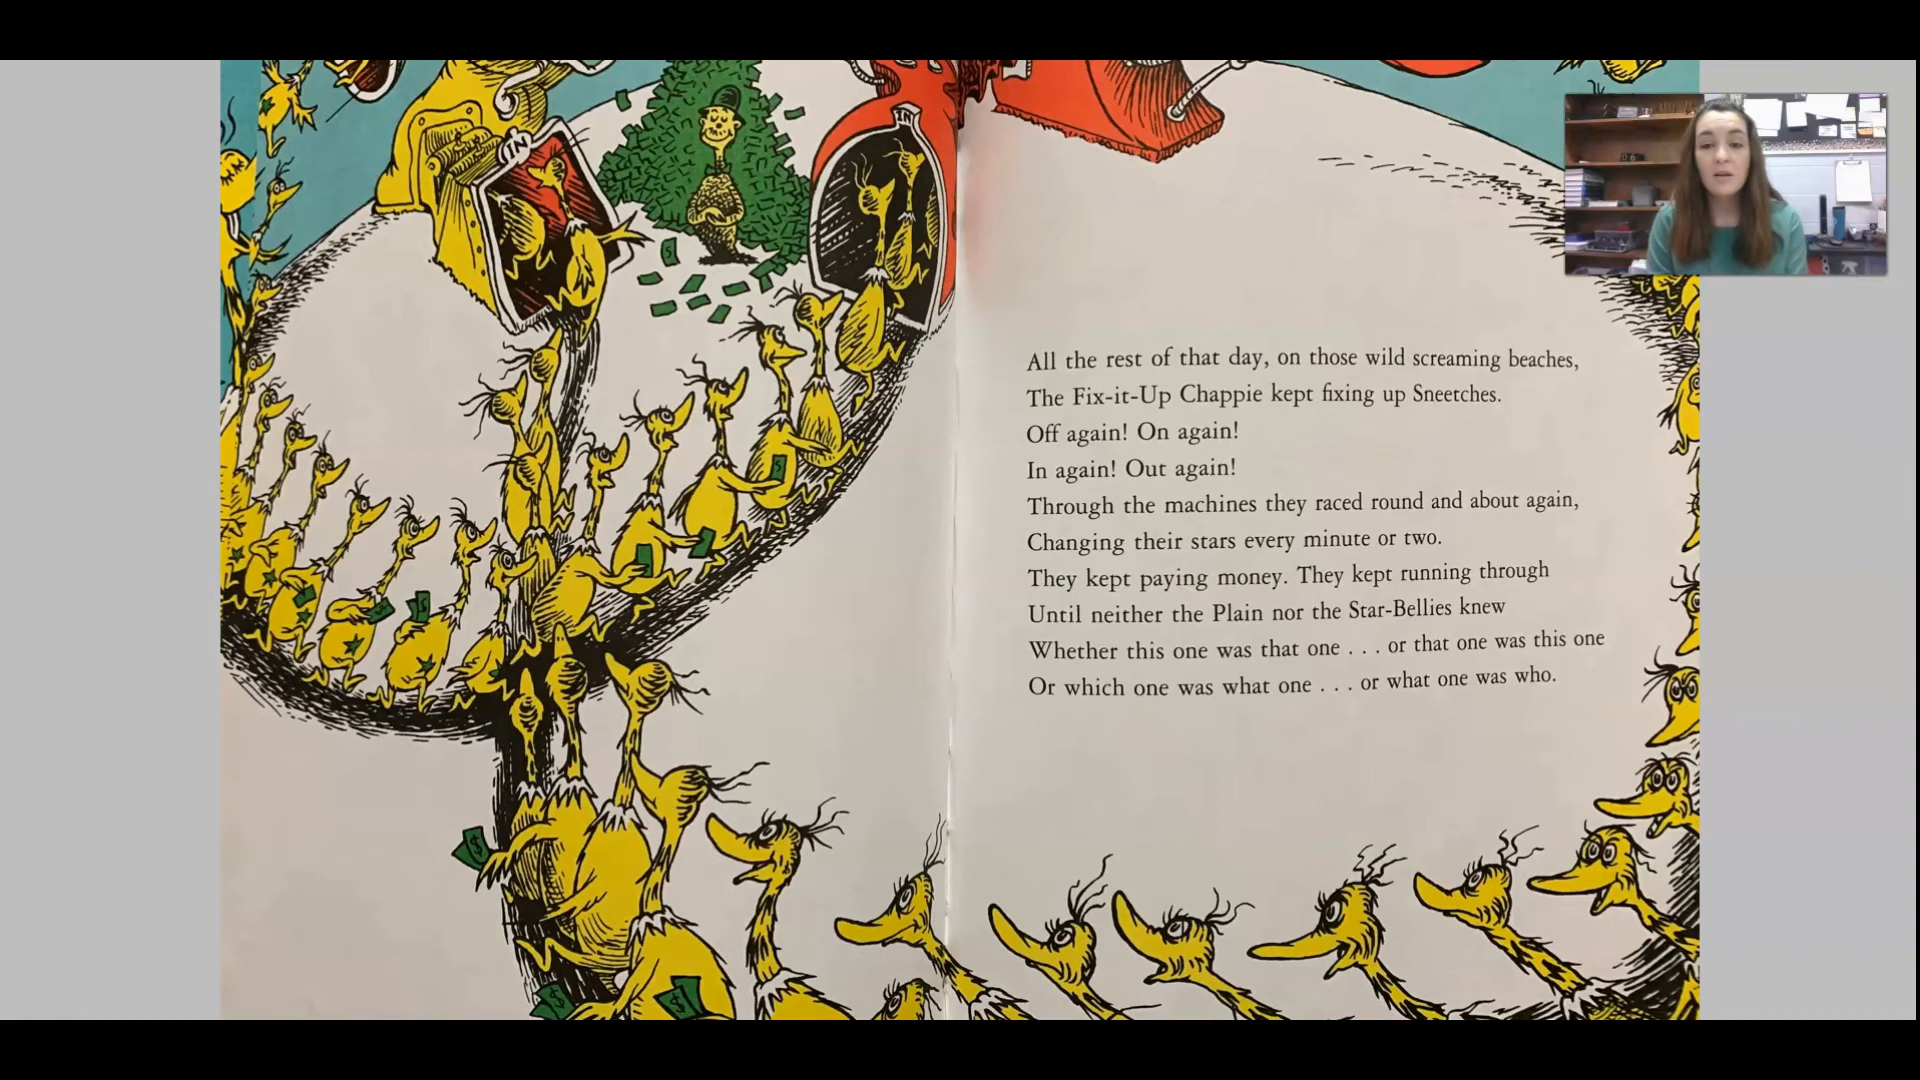 IN
IN
All the rest of that day, on those wild screaming beaches,
The Fix-it-Up Chappie kept fixing up Sneetches.
Off again! On again!
In again! Out again!
Through the machines they raced round and about again,
Changing their stars every minute or two.
They kept paying money. They kept running through
Until neither the Plain nor the Star-Bellies knew
Whether this one was that one . . . or that one was this one
Or which one was what one . . . or what one was who.
$
$
$
$
$